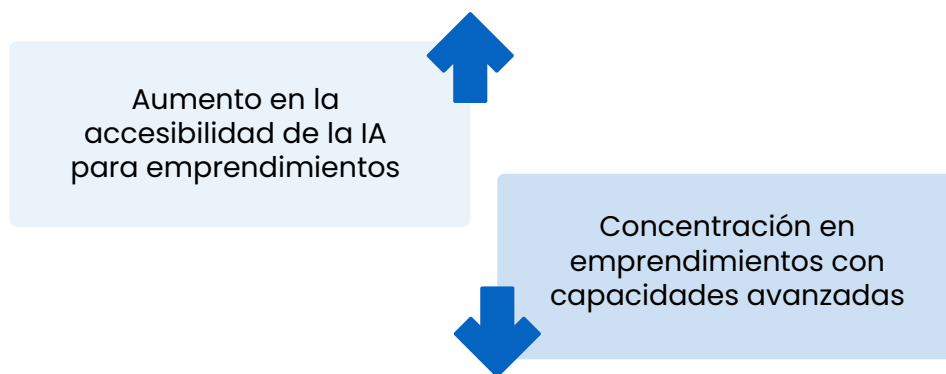 Aumento en la
accesibilidad de la IA
para emprendimientos
Concentración en
emprendimientos con
capacidades avanzadas